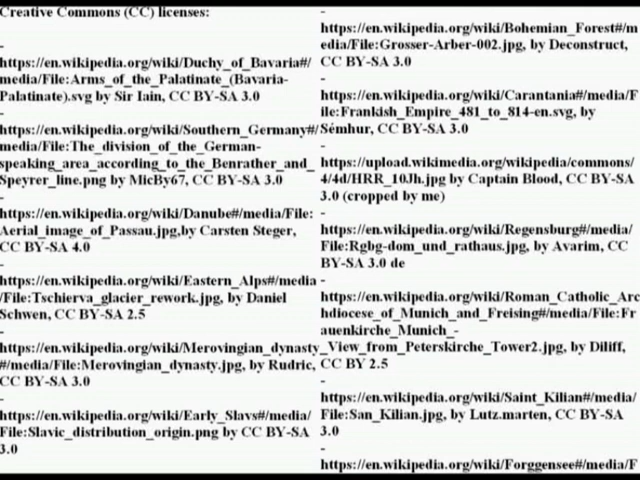 Creative Commons (CC) licenses:
-
https://en.wikipedia.org/wiki/Duchy_of_Bavaria#/
media/File:Arms_of_the_Palatinate_(Bavaria-
Palatinate).svg by Sir Iain, CC BY-SA 3.0
-
https://en.wikipedia.org/wiki/Southern_Germany#/
media/File:The_division_of_the_German-
speaking_area_according_to_the_Benrather_and_
Speyrer_line.png by MicBy67, CC BY-SA 3.0
-
https://en.wikipedia.org/wiki/Danube#/media/File:
Aerial_image_of_Passau.jpg,by Carsten Steger,
CC BY-SA 4.0
-
https://en.wikipedia.org/wiki/Eastern_Alps#/media
/File:Tschierva_glacier_rework.jpg, by Daniel
Schwen, CC BY-SA 2.5
-
https://en.wikipedia.org/wiki/Merovingian_dynasty
#/media/File:Merovingian_dynasty.jpg, by Rudric,
CC BY-SA 3.0
-
https://en.wikipedia.org/wiki/Early_Slavs#/media/
File:Slavic_distribution_origin.png by CC BY-SA
3.0
-
https://en.wikipedia.org/wiki/Bohemian_Forest#/m
edia/File:Grosser-Arber-002.jpg, by Deconstruct,
CC BY-SA 3.0
-
https://en.wikipedia.org/wiki/Carantania#/media/F
ile:Frankish_Empire_481_to_814-en.svg, by
Sémhur, CC BY-SA 3.0
-
https://upload.wikimedia.org/wikipedia/commons/
4/4d/HRR_10Jh.jpg by Captain Blood, CC BY-SA
3.0 (cropped by me)
-
https://en.wikipedia.org/wiki/Regensburg#/media/
File:Rgbg-dom_und_rathaus.jpg, by Avarim, CC
BY-SA 3.0 de
-
https://en.wikipedia.org/wiki/Roman_Catholic_Arc
hdiocese_of_Munich_and_Freising#/media/File:Fr
auenkirche_Munich_-
_View_from_Peterskirche_Tower2.jpg, by Diliff,
CC BY 2.5
-
https://en.wikipedia.org/wiki/Saint_Kilian#/media/
File:San_Kilian.jpg, by Lutz.marten, CC BY-SA
3.0
-
https://en.wikipedia.org/wiki/Forggensee#/media/F